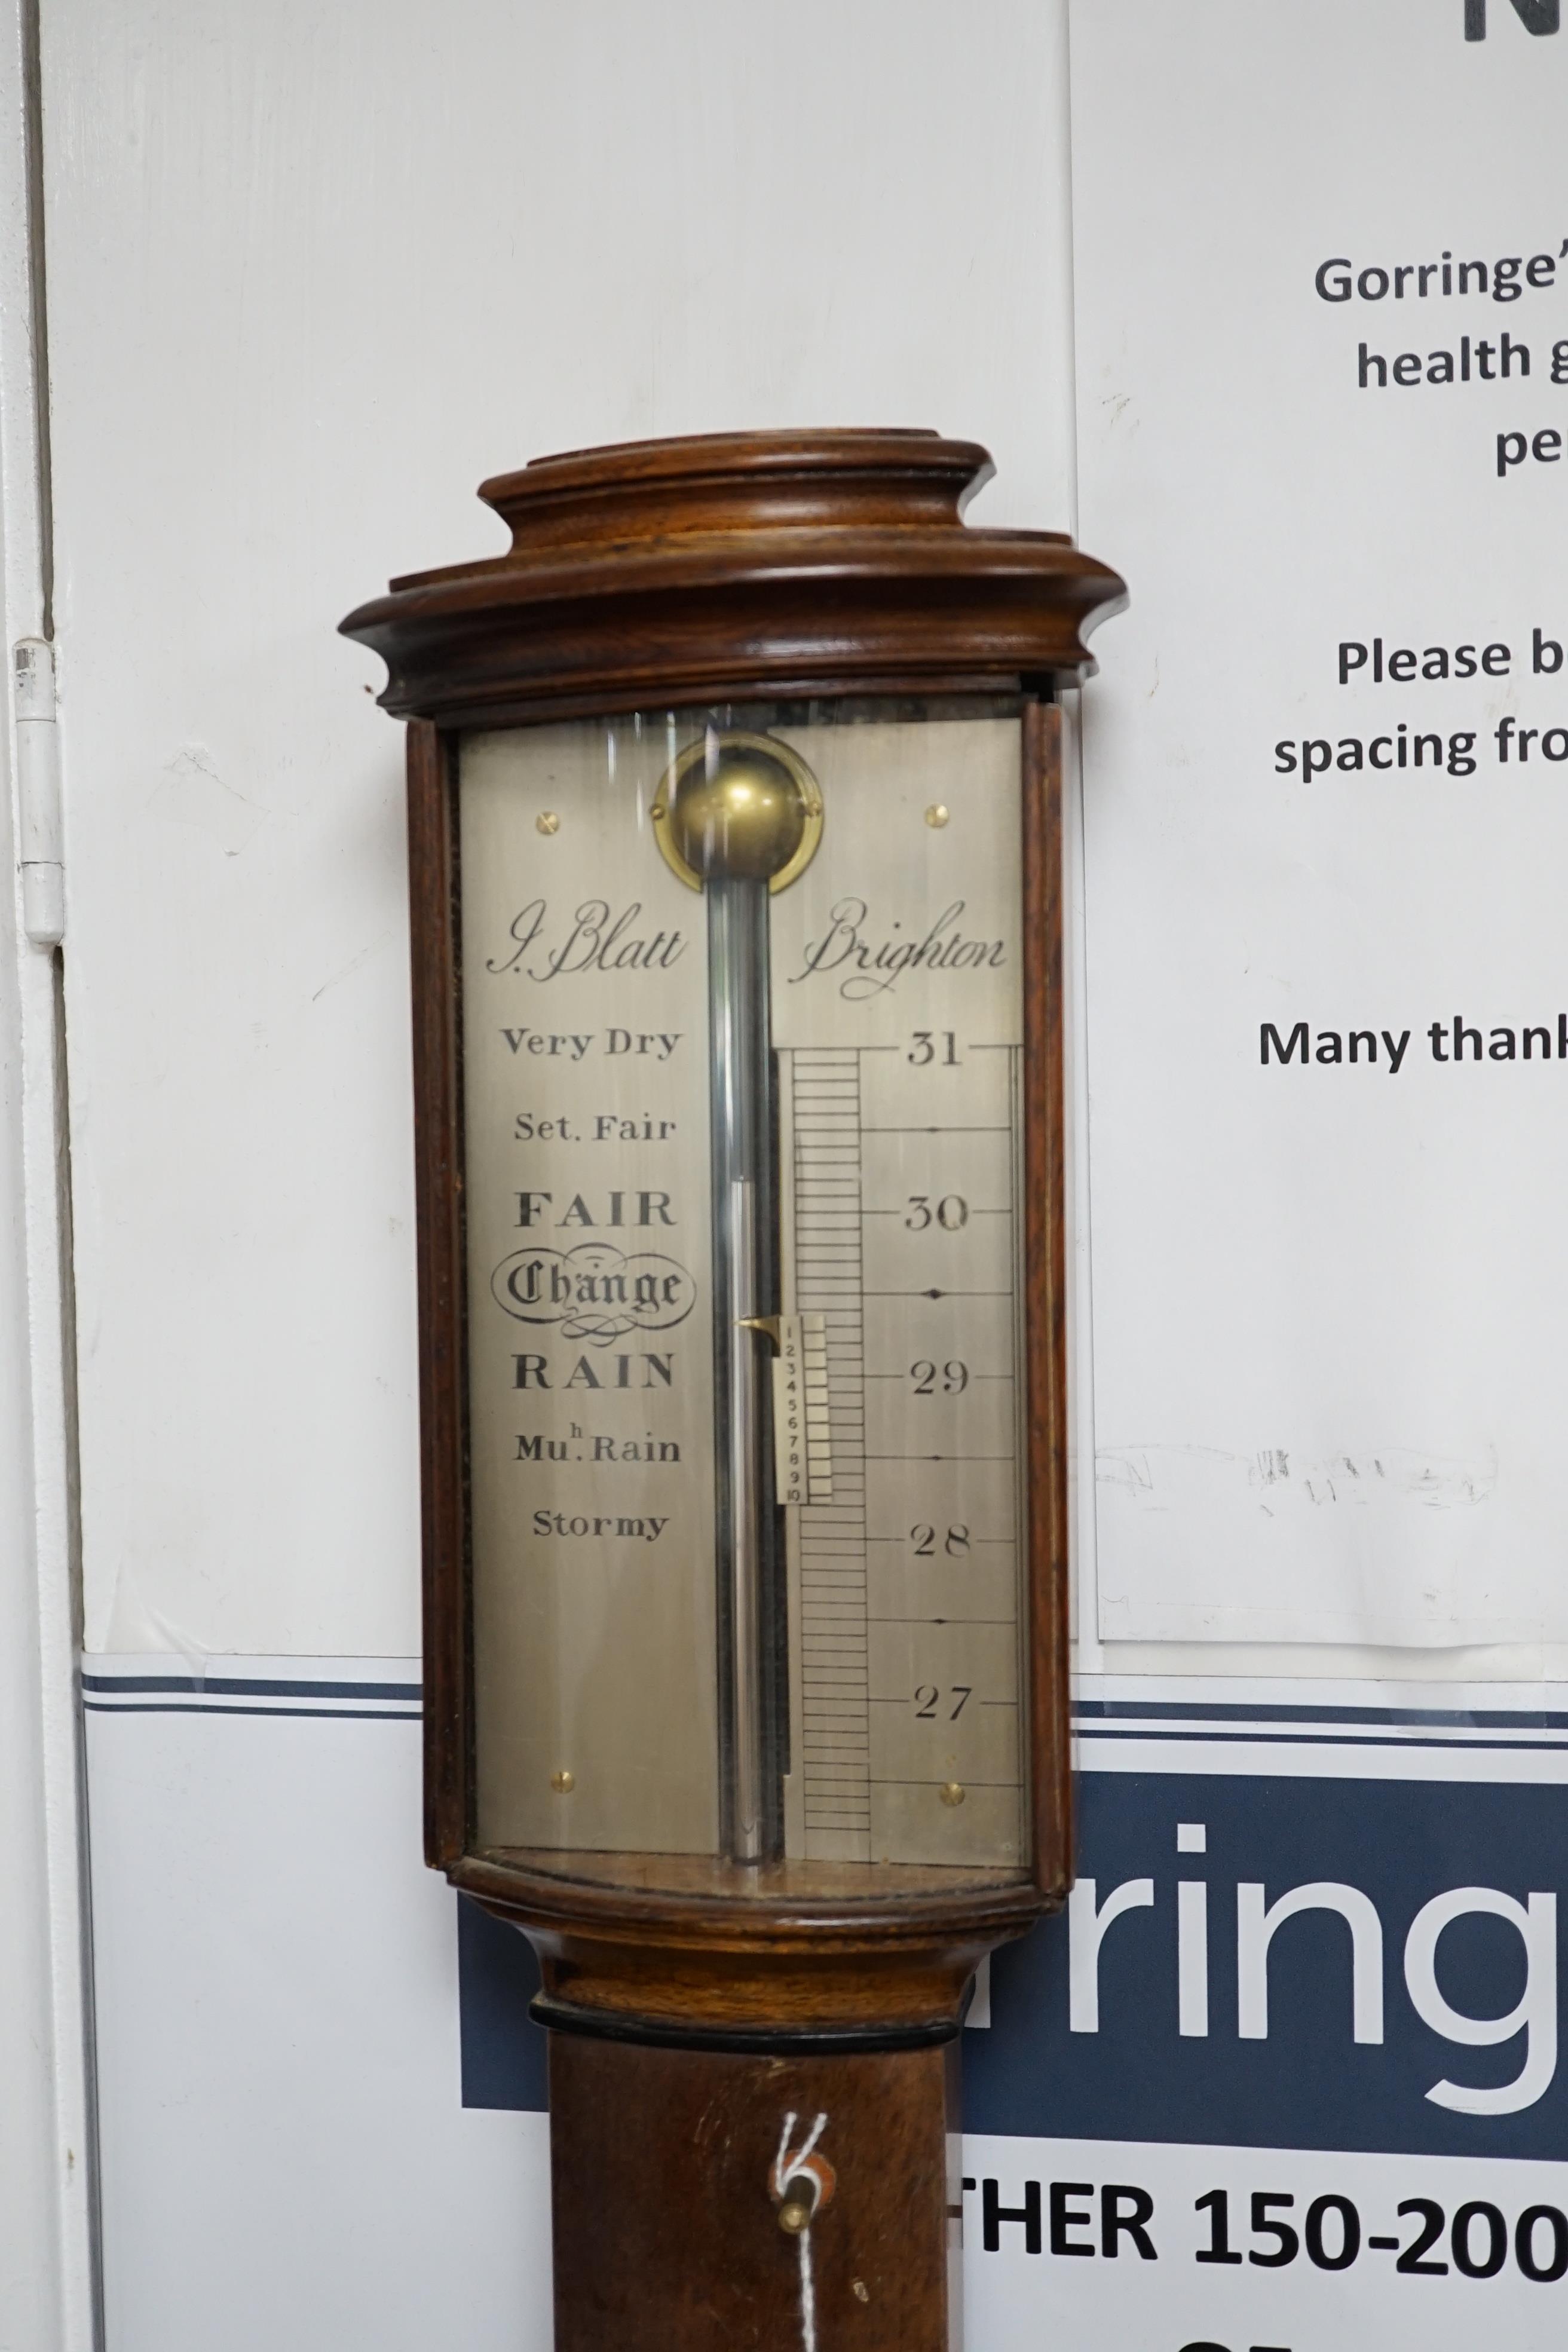 N
Gorringe’
health g
pe
Please b
spacing fro
Many thank
J. Blatt Brighton
Very Dry
Set. Fair
FAIR
Change
RAIN
Muh. Rain
Stormy
31
30
29
28
27
1
2
3
4
5
6
7
8
9
10
rring
THER 150-200